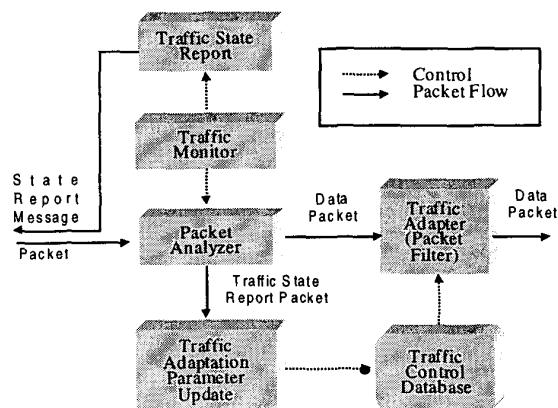 Traffic State
Report
Control
Packet Flow
Traffic
Monitor
State
Report
Message
Packet
Packet
Analyzer
Data
Packet
Traffic
Adapter
(Packet
Filter)
Data
Packet
Traffic State
Report Packet
Traffic
Adaptation
Parameter
Update
Traffic
Control
Database